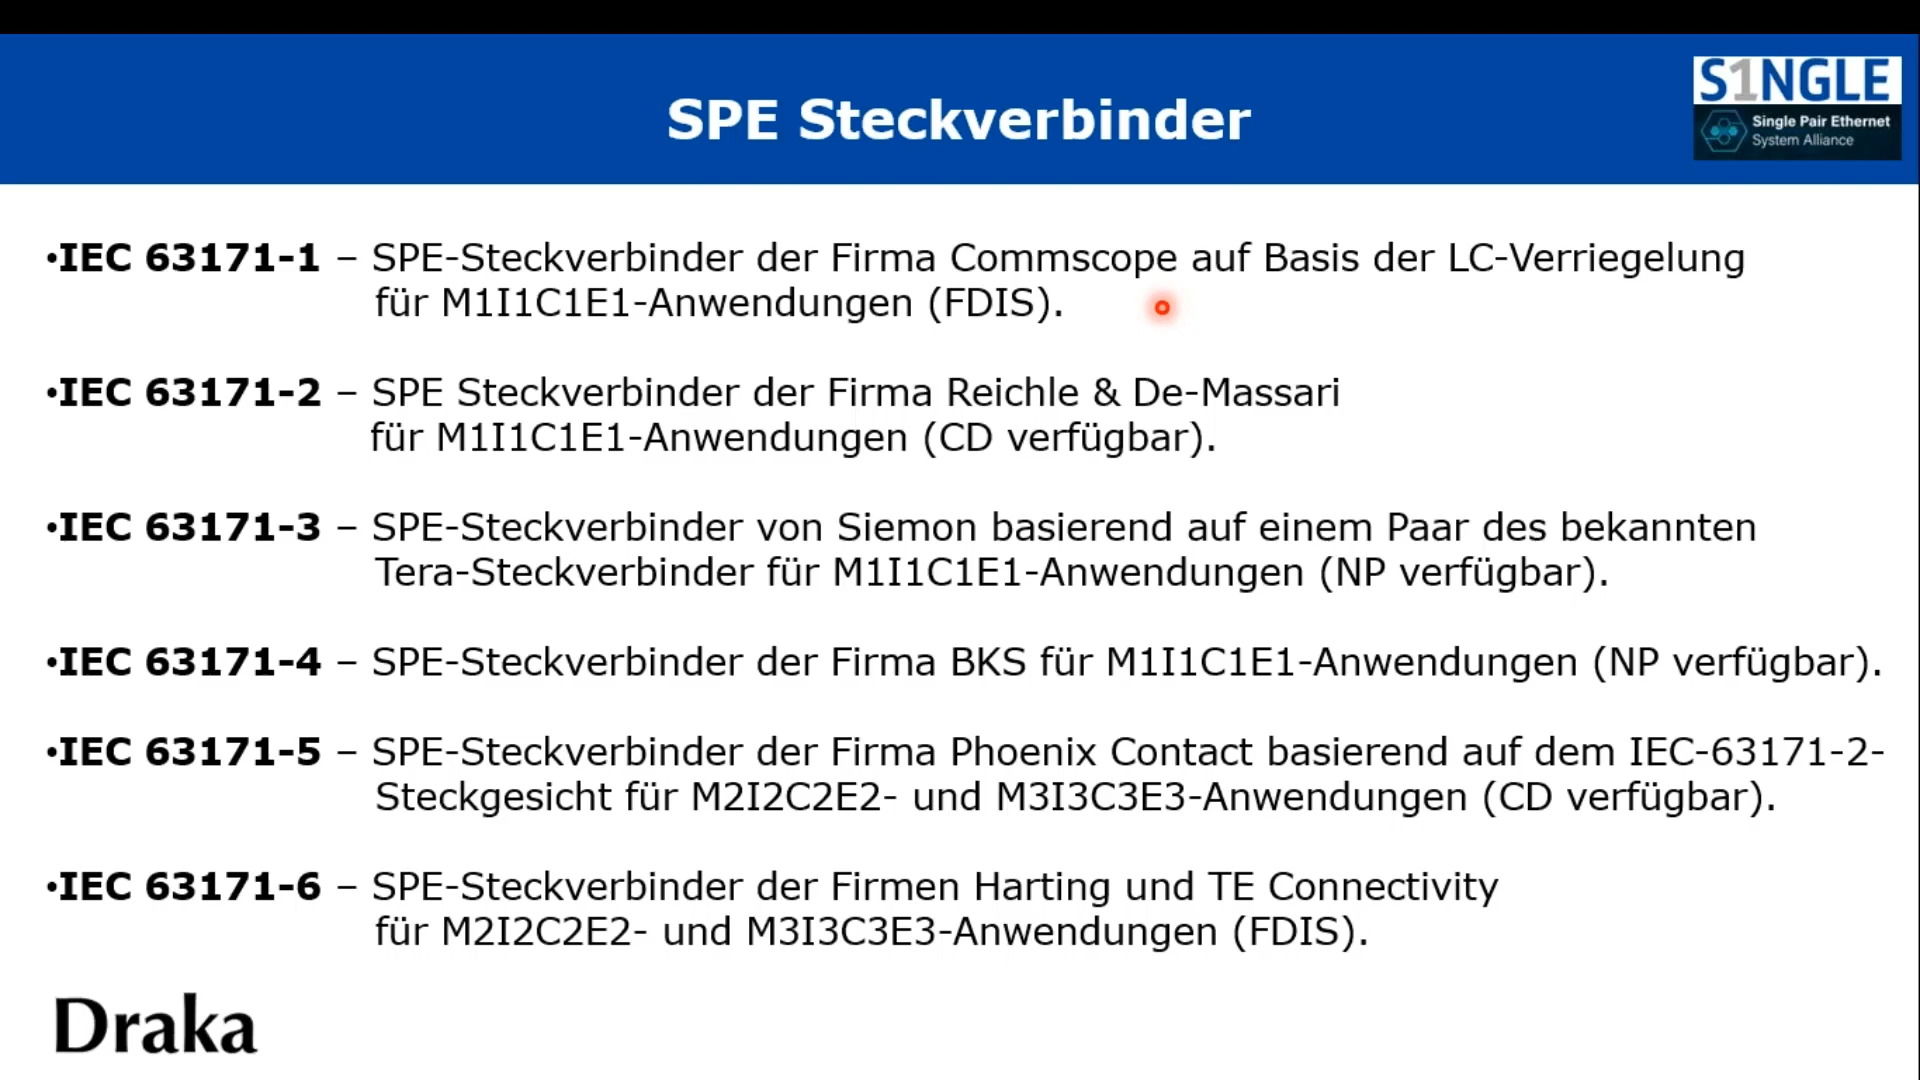 SPE Steckverbinder
S1NGLE
Single Pair Ethernet
System Alliance
•IEC 63171-1 – SPE-Steckverbinder der Firma Commscope auf Basis der LC-Verriegelung
für M1I1C1E1-Anwendungen (FDIS).
•IEC 63171-2 – SPE Steckverbinder der Firma Reichle & De-Massari
für M1I1C1E1-Anwendungen (CD verfügbar).
•IEC 63171-3 – SPE-Steckverbinder von Siemon basierend auf einem Paar des bekannten
Tera-Steckverbinder für M1I1C1E1-Anwendungen (NP verfügbar).
•IEC 63171-4 – SPE-Steckverbinder der Firma BKS für M1I1C1E1-Anwendungen (NP verfügbar).
•IEC 63171-5 – SPE-Steckverbinder der Firma Phoenix Contact basierend auf dem IEC-63171-2-
Steckgesicht für M2I2C2E2- und M3I3C3E3-Anwendungen (CD verfügbar).
•IEC 63171-6 – SPE-Steckverbinder der Firmen Harting und TE Connectivity
für M2I2C2E2- und M3I3C3E3-Anwendungen (FDIS).
Draka